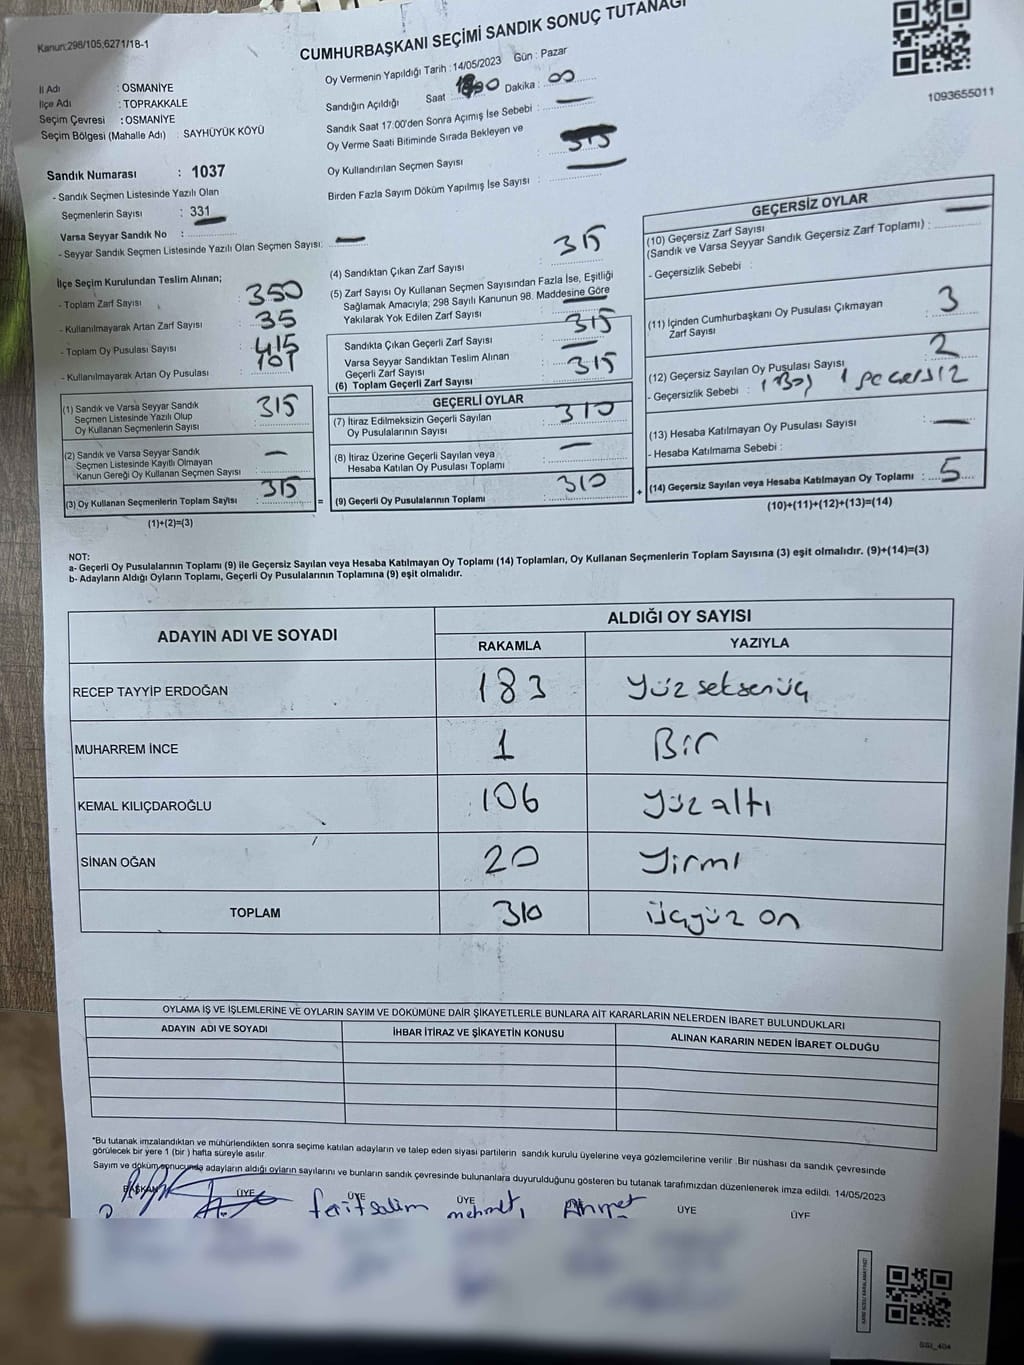 Kanun;298/105;6271/18-1
CUMHURBAŞKANI SEÇİMİ SANDIK SONUÇ TUTANAĞI
1093655011
İl Adı : OSMANİYE
İlçe Adı : TOPRAKKALE
Seçim Çevresi : OSMANİYE
Seçim Bölgesi (Mahalle Adı) : SAYHÜYÜK KÖYÜ
Oy Vermenin Yapıldığı Tarih : 14/05/2023 Gün : Pazar
Sandığın Açıldığı Saat Dakika : 00
Sandık Saat 17:00'den Sonra Açımış İse Sebebi : —
Oy Verme Saati Bitiminde Sırada Bekleyen ve
Oy Kullandırılan Seçmen Sayısı : 315
Birden Fazla Sayım Döküm Yapılmış İse Sayısı : —
Sandık Numarası : 1037
- Sandık Seçmen Listesinde Yazılı Olan
Seçmenlerin Sayısı : 331
Varsa Seyyar Sandık No :
- Seyyar Sandık Seçmen Listesinde Yazılı Olan Seçmen Sayısı: —
İlçe Seçim Kurulundan Teslim Alınan;
- Toplam Zarf Sayısı 350
- Kullanılmayarak Artan Zarf Sayısı 35
- Toplam Oy Pusulası Sayısı 415
- Kullanılmayarak Artan Oy Pusulası 101
(1) Sandık ve Varsa Seyyar Sandık
Seçmen Listesinde Yazılı Olup
Oy Kullanan Seçmenlerin Sayısı 315
(2) Sandık ve Varsa Seyyar Sandık
Seçmen Listesinde Kayıtlı Olmayan
Kanun Gereği Oy Kullanan Seçmen Sayısı —
(3) Oy Kullanan Seçmenlerin Toplam Sayısı 315 =
(1)+(2)=(3)
(4) Sandıktan Çıkan Zarf Sayısı 315
(5) Zarf Sayısı Oy Kullanan Seçmen Sayısından Fazla İse, Eşitliği
Sağlamak Amacıyla; 298 Sayılı Kanunun 98. Maddesine Göre
Yakılarak Yok Edilen Zarf Sayısı —
Sandıkta Çıkan Geçerli Zarf Sayısı 315
Varsa Seyyar Sandıktan Teslim Alınan
Geçerli Zarf Sayısı —
(6) Toplam Geçerli Zarf Sayısı 315
GEÇERLİ OYLAR
(7) İtiraz Edilmeksizin Geçerli Sayılan
Oy Pusulalarının Sayısı 310
(8) İtiraz Üzerine Geçerli Sayılan veya
Hesaba Katılan Oy Pusulası Toplamı —
(9) Geçerli Oy Pusulalarının Toplamı 310 +
GEÇERSİZ OYLAR
(10) Geçersiz Zarf Sayısı
(Sandık ve Varsa Seyyar Sandık Geçersiz Zarf Toplamı) : —
- Geçersizlik Sebebi :
(11) İçinden Cumhurbaşkanı Oy Pusulası Çıkmayan
Zarf Sayısı : 3
(12) Geçersiz Sayılan Oy Pusulası Sayısı : 2
- Geçersizlik Sebebi : 1 Boş 1 geçersiz
(13) Hesaba Katılmayan Oy Pusulası Sayısı —
- Hesaba Katılmama Sebebi :
(14) Geçersiz Sayılan veya Hesaba Katılmayan Oy Toplamı : 5
(10)+(11)+(12)+(13)=(14)
NOT:
a- Geçerli Oy Pusulalarının Toplamı (9) ile Geçersiz Sayılan veya Hesaba Katılmayan Oy Toplamı (14) Toplamları, Oy Kullanan Seçmenlerin Toplam Sayısına (3) eşit olmalıdır. (9)+(14)=(3)
b- Adayların Aldığı Oyların Toplamı, Geçerli Oy Pusulalarının Toplamına (9) eşit olmalıdır.
ADAYIN ADI VE SOYADI
ALDIĞI OY SAYISI
RAKAMLA YAZIYLA
RECEP TAYYİP ERDOĞAN 183 Yüz seksenüç
MUHARREM İNCE 1 Bir
KEMAL KILIÇDAROĞLU 106 Yüz altı
SİNAN OĞAN 20 Yirmi
TOPLAM 310 üçyüz on
OYLAMA İŞ VE İŞLEMLERİNE VE OYLARIN SAYIM VE DÖKÜMÜNE DAİR ŞİKAYETLERLE BUNLARA AİT KARARLARIN NELERDEN İBARET BULUNDUKLARI
ADAYIN ADI VE SOYADI İHBAR İTİRAZ VE ŞİKAYETİN KONUSU ALINAN KARARIN NEDEN İBARET OLDUĞU
*Bu tutanak imzalandıktan ve mühürlendikten sonra seçime katılan adayların ve talep eden siyasi partilerin sandık kurulu üyelerine veya gözlemcilerine verilir .Bir nüshası da sandık çevresinde
görülecek bir yere 1 (bir ) hafta süreyle asılır.
Sayım ve döküm sonucunda adayların aldığı oyların sayılarını ve bunların sandık çevresinde bulunanlara duyurulduğunu gösteren bu tutanak tarafımızdan düzenlenerek imza edildi. 14/05/2023
BAŞKAN ÜYE ÜYE ÜYE ÜYE ÜYE
ferit salim mehmet Ahmet
SSI_404